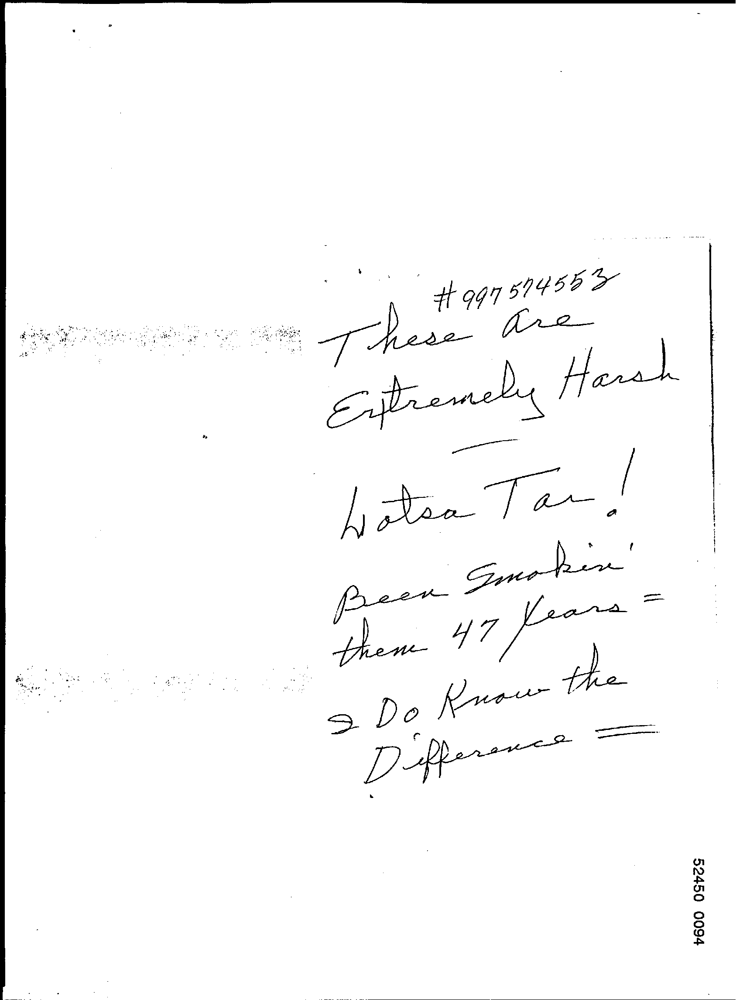 #997574553
These Are
Extremely Harsh
—
Lotsa Tar!
Been Smokin'
them 47 Years =
I Do Know the
Difference =
52450 0094